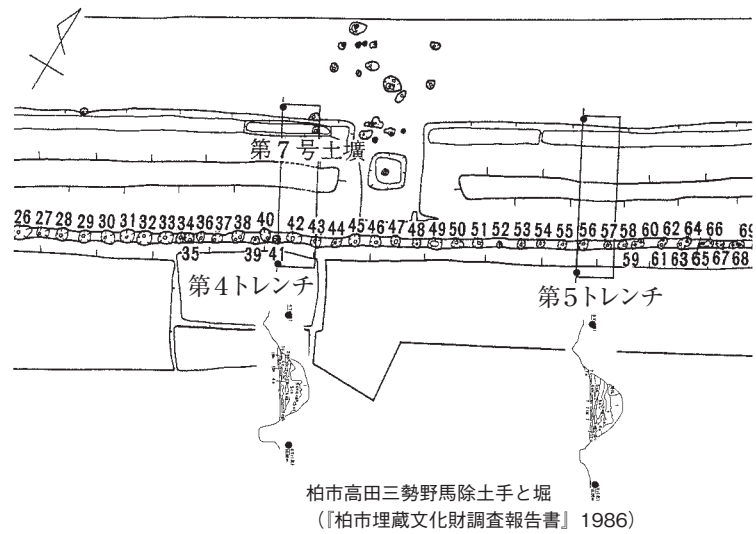 第7号土壙
26 27 28 29 30 31 32 33 34 36 37 38 40 42 43 44 45 46 47 48 49 50 51 52 53 54 55 56 57 58 60 62 64 66 69
35 39 41 59 61 63 65 67 68
第4トレンチ
第5トレンチ
柏市高田三勢野馬除土手と堀
（『柏市埋蔵文化財調査報告書』1986）